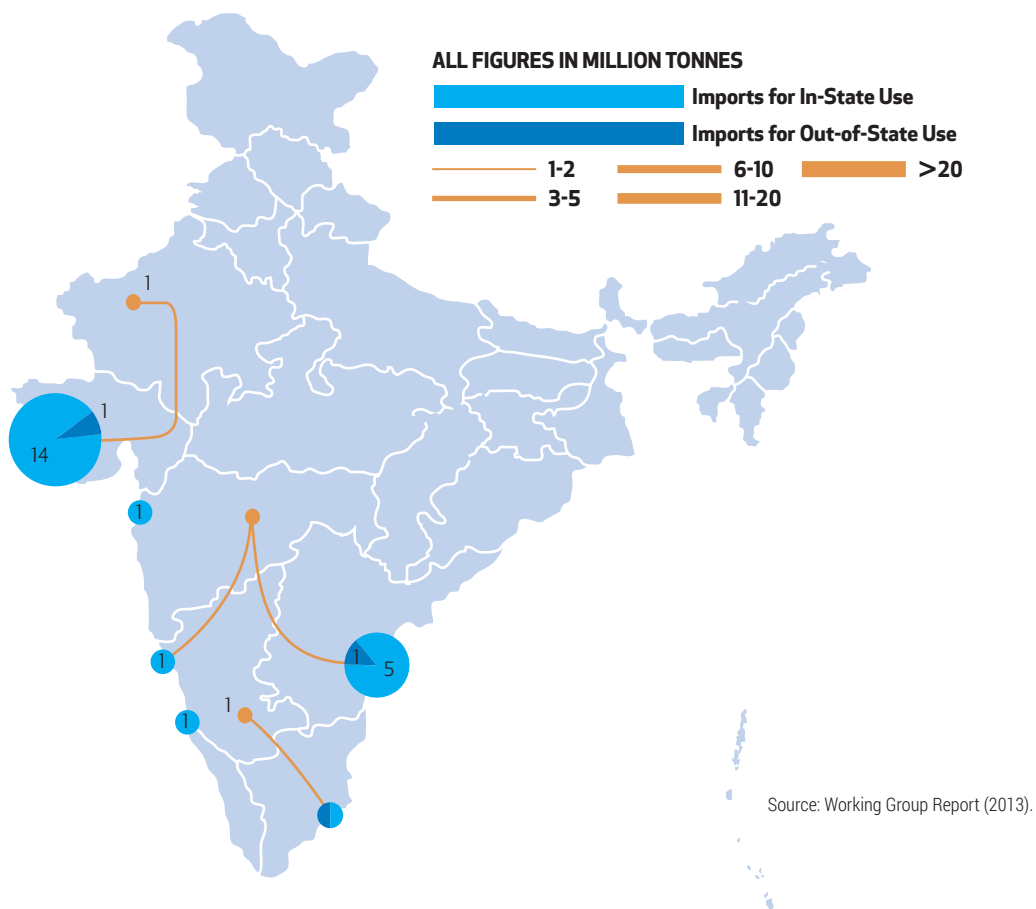 ALL FIGURES IN MILLION TONNES
Imports for In-State Use
Imports for Out-of-State Use
1-2 6-10 >20
3-5 11-20
1
1
14
1
1
1
5
1
1
Source: Working Group Report (2013).